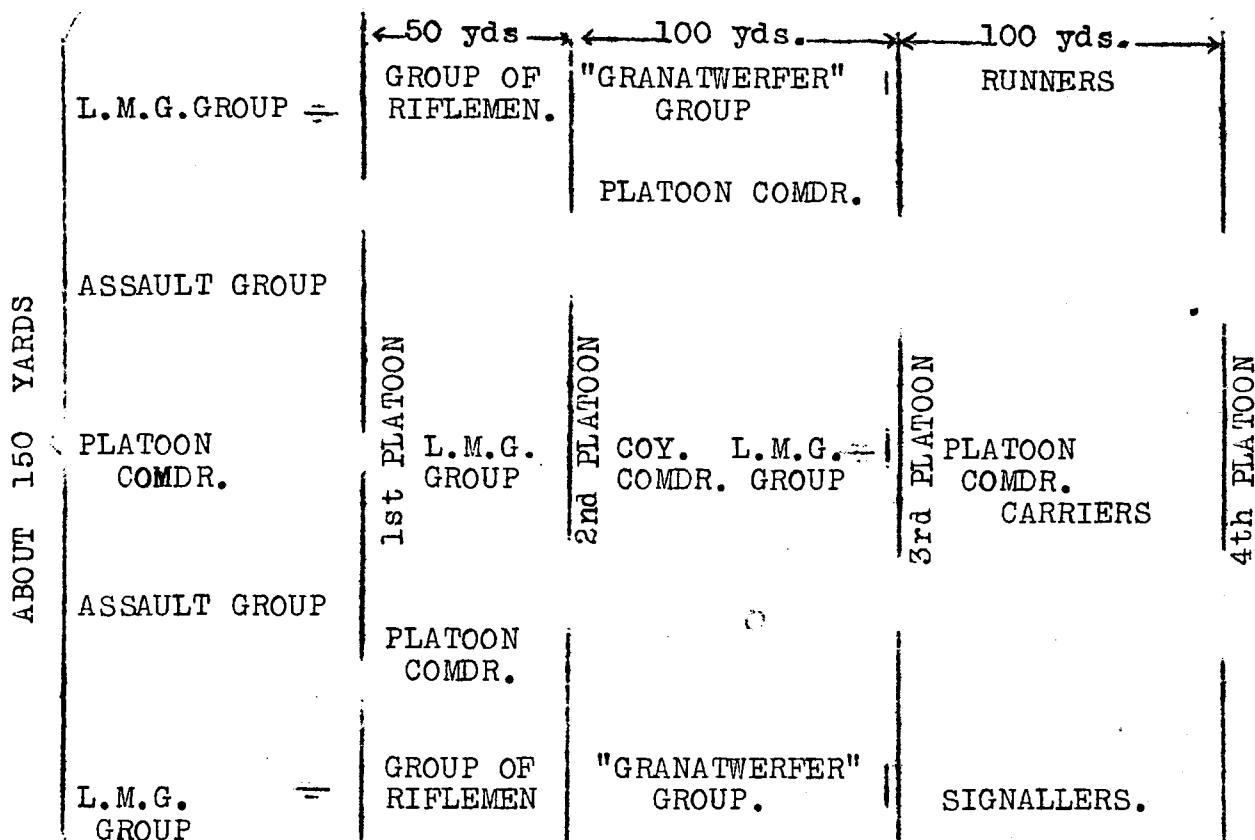 50 yds 100 yds. 100 yds.
L.M.G.GROUP
GROUP OF
RIFLEMEN.
"GRANATWERFER"
GROUP
RUNNERS
PLATOON COMDR.
ASSAULT GROUP
ABOUT 150 YARDS
PLATOON
COMDR.
1st PLATOON
L.M.G.
GROUP
2nd PLATOON
COY.
COMDR.
L.M.G.
GROUP
3rd PLATOON
PLATOON
COMDR.
CARRIERS
4th PLATOON
ASSAULT GROUP
PLATOON
COMDR.
L.M.G.
GROUP
GROUP OF
RIFLEMEN
"GRANATWERFER"
GROUP.
SIGNALLERS.